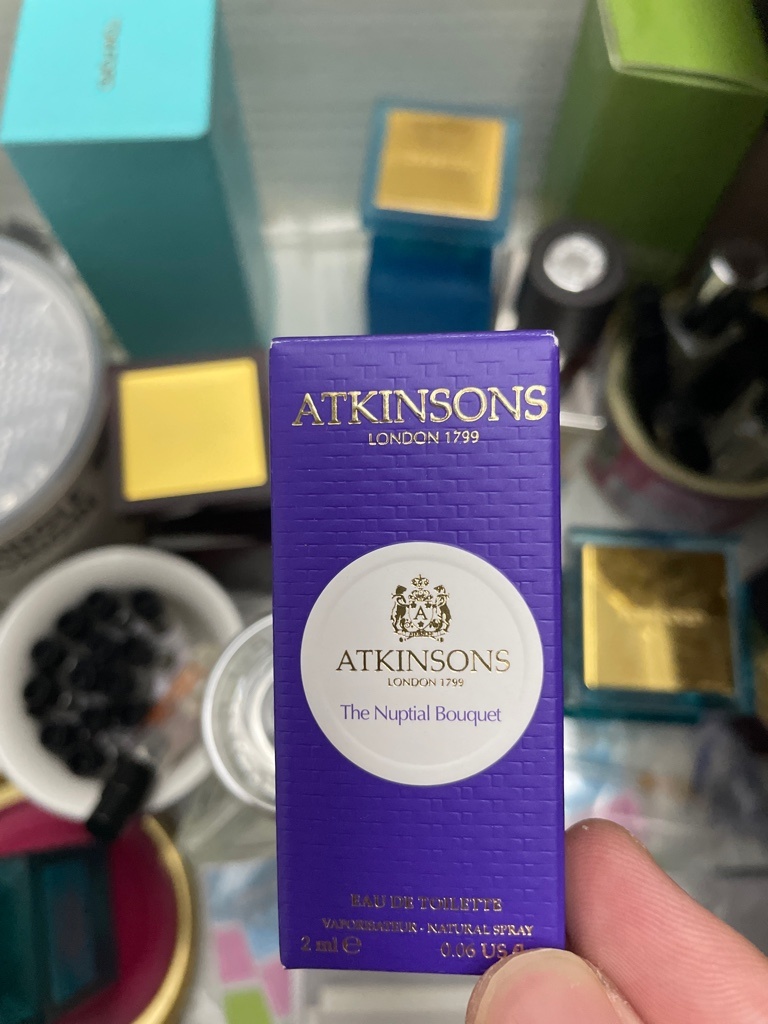 ATKINSONS
LONDON 1799
A
ATKINSONS
LONDON 1799
The Nuptial Bouquet
EAU DE TOILETTE
VAPORISATEUR - NATURAL SPRAY
2 ml ℮
0.06 US